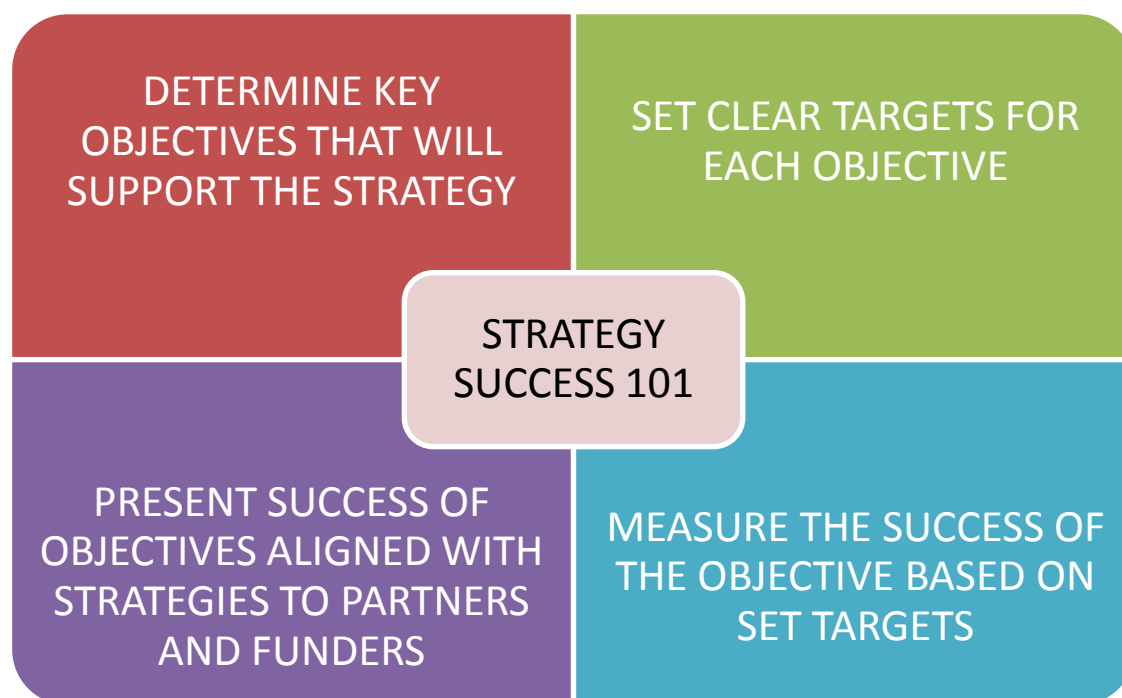 DETERMINE KEY
OBJECTIVES THAT WILL
SUPPORT THE STRATEGY
SET CLEAR TARGETS FOR
EACH OBJECTIVE
STRATEGY
SUCCESS 101
PRESENT SUCCESS OF
OBJECTIVES ALIGNED WITH
STRATEGIES TO PARTNERS
AND FUNDERS
MEASURE THE SUCCESS OF
THE OBJECTIVE BASED ON
SET TARGETS